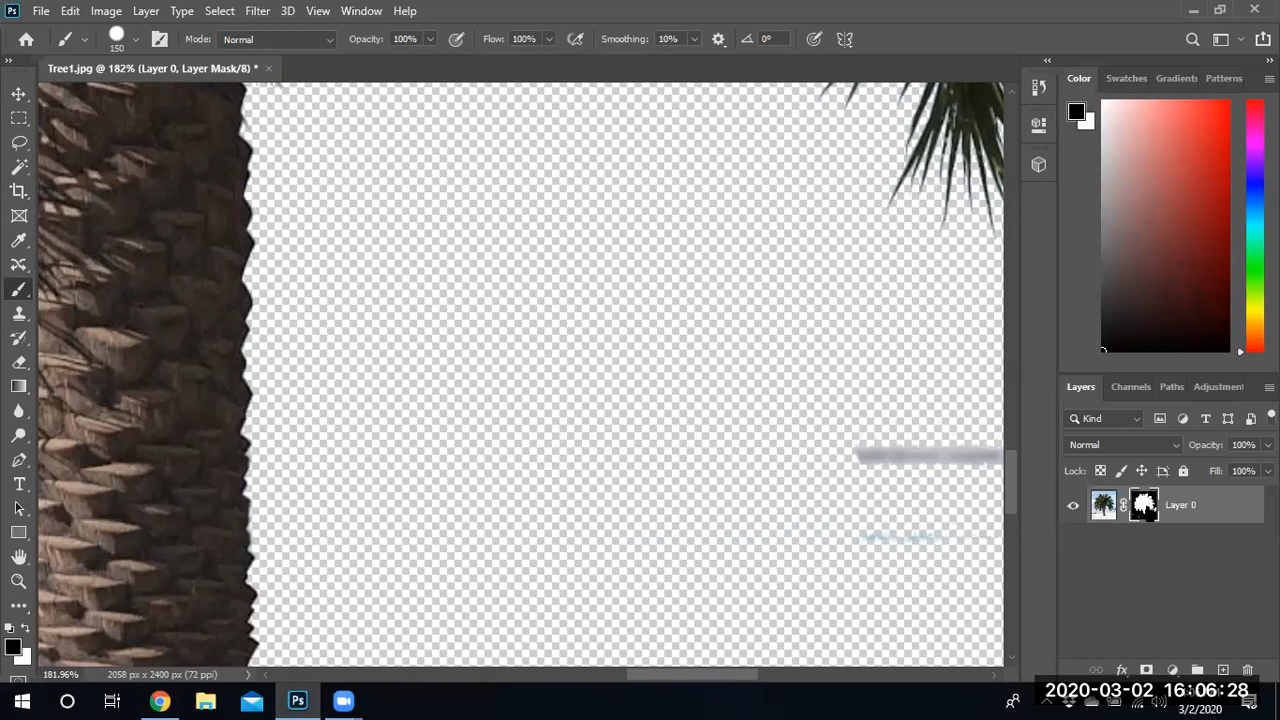 Ps File Edit Image Layer Type Select Filter 3D View Window Help
150 Mode: Normal Opacity: 100% Flow: 100% Smoothing: 10% 0°
Tree1.jpg @ 182% (Layer 0, Layer Mask/8) *
Color Swatches Gradients Patterns
Layers Channels Paths Adjustment
Kind
Normal Opacity: 100%
Lock: Fill: 100%
Layer 0
181.96% 2058 px x 2400 px (72 ppi)
fx
Ps
2020-03-02 16:06:28
3/2/2020